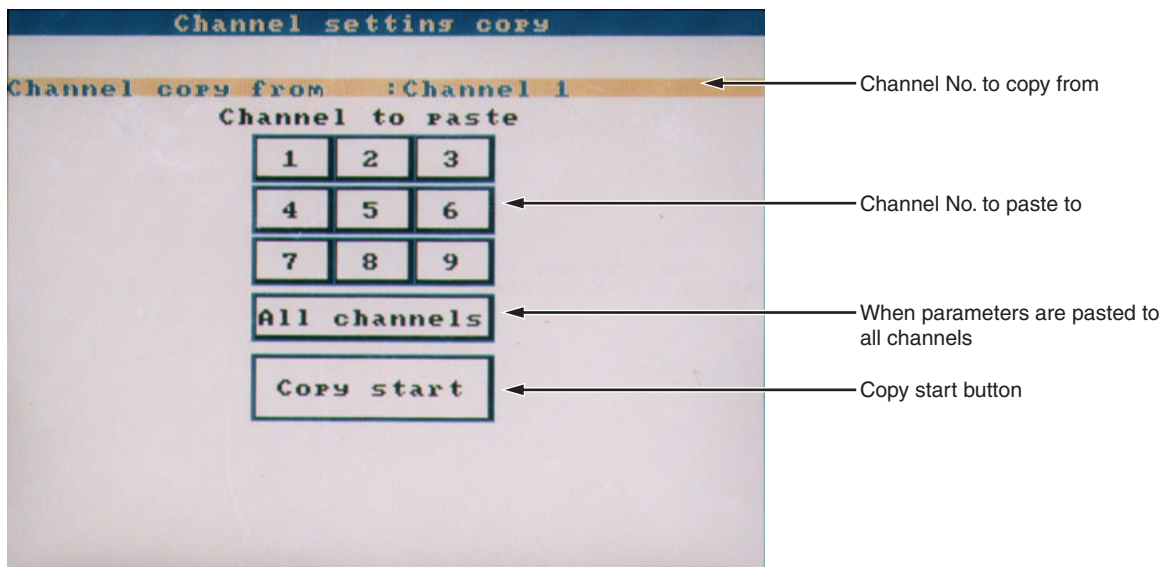 Channel setting copy
Channel copy from :Channel 1
Channel No. to copy from
Channel to paste
1 2 3
4 5 6
Channel No. to paste to
7 8 9
All channels
When parameters are pasted to
all channels
Copy start
Copy start button